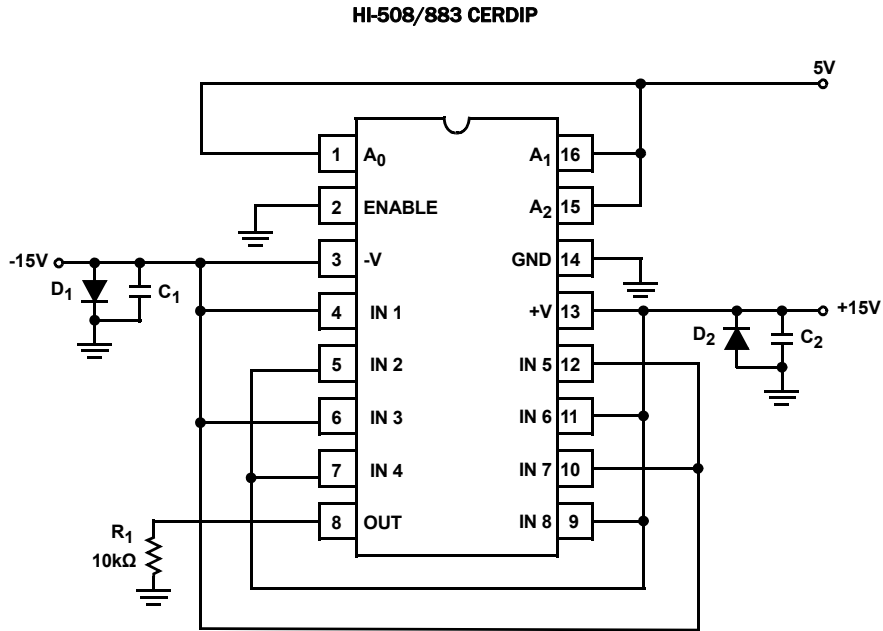 HI-508/883 CERDIP
5V
1 A0
A1 16
2 ENABLE
A2 15
-15V
D1
C1
3 -V
GND 14
4 IN 1
+V 13
+15V
D2
C2
5 IN 2
IN 5 12
6 IN 3
IN 6 11
7 IN 4
IN 7 10
8 OUT
IN 8 9
R1
10kΩ